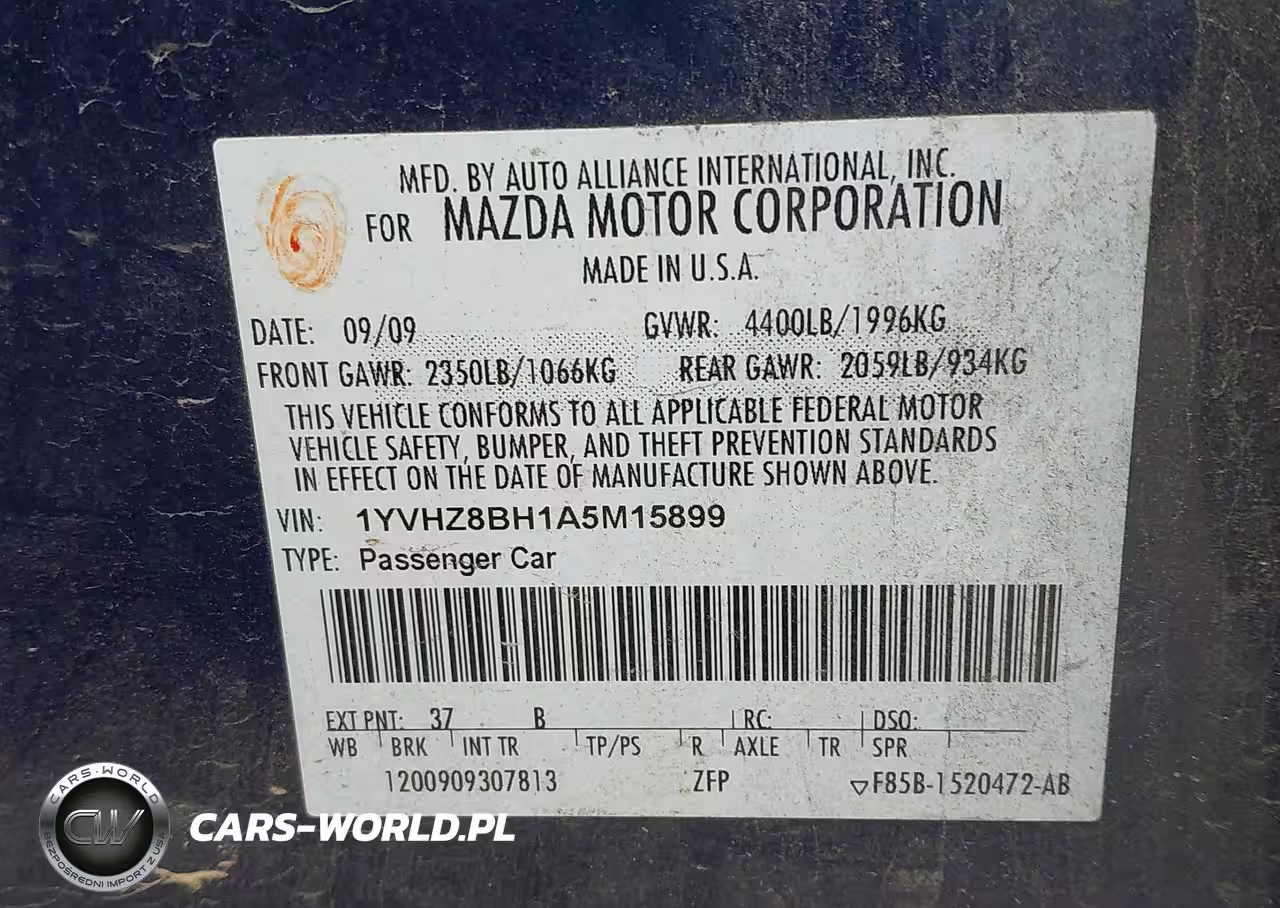 MFD. BY AUTO ALLIANCE INTERNATIONAL, INC.
FOR MAZDA MOTOR CORPORATION
MADE IN U.S.A.
DATE: 09/09 GVWR: 4400LB/1996KG
FRONT GAWR: 2350LB/1066KG REAR GAWR: 2059LB/934KG
THIS VEHICLE CONFORMS TO ALL APPLICABLE FEDERAL MOTOR
VEHICLE SAFETY, BUMPER, AND THEFT PREVENTION STANDARDS
IN EFFECT ON THE DATE OF MANUFACTURE SHOWN ABOVE.
VIN: 1YVHZ8BH1A5M15899
TYPE: Passenger Car
EXT PNT: 37 B RC: DSO:
WB BRK INT TR TP/PS R AXLE TR SPR
1200909307813 ZFP ▽F85B-1520472-AB
CARS-WORLD
CW
BEZPOŚREDNI IMPORT Z USA
CARS-WORLD.PL